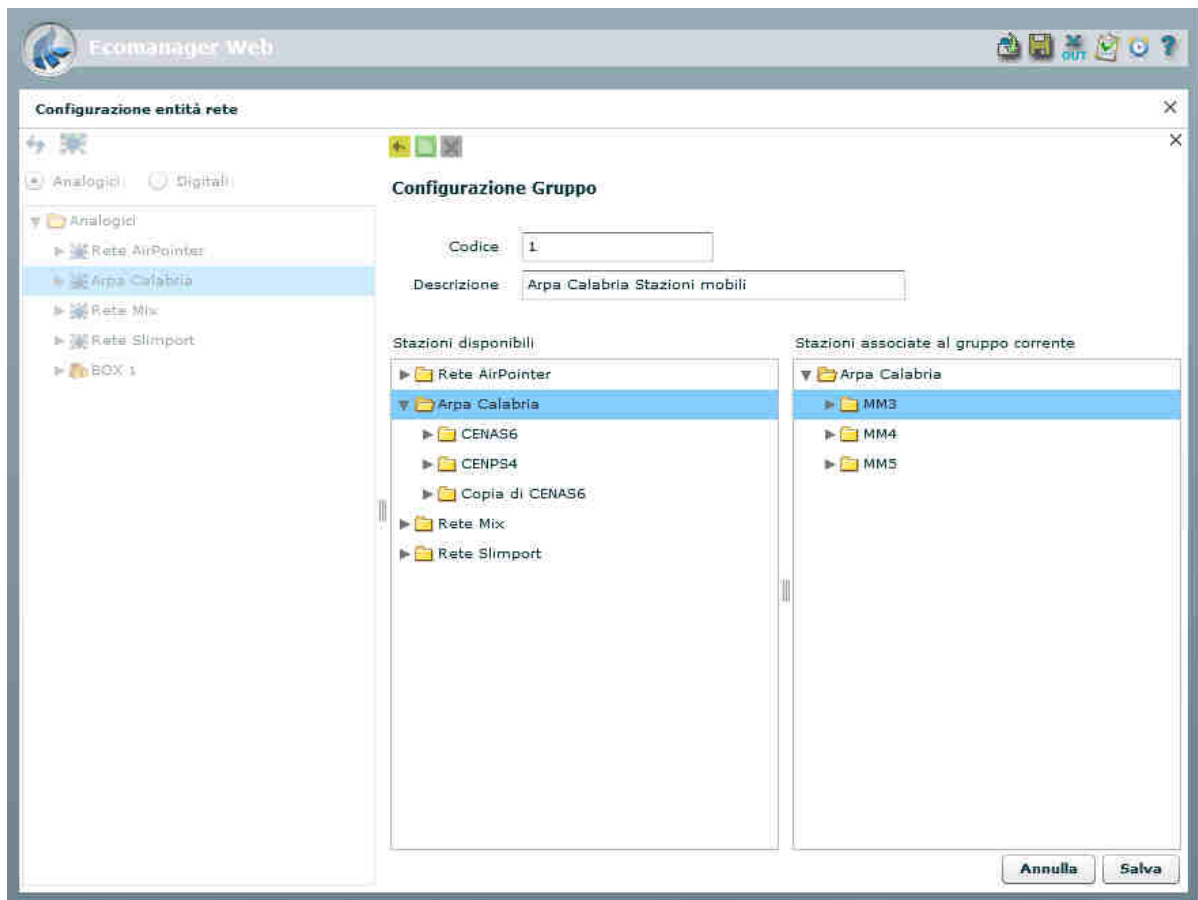 Ecomanager Web
OUT
?
Configurazione entità rete
Analogici
Digitali
Analogici
Rete AirPointer
Arpa Calabria
Rete Mix
Rete Slimport
BOX 1
Configurazione Gruppo
Codice 1
Descrizione Arpa Calabria Stazioni mobili
Stazioni disponibili
Rete AirPointer
Arpa Calabria
CENAS6
CENPS4
Copia di CENAS6
Rete Mix
Rete Slimport
Stazioni associate al gruppo corrente
Arpa Calabria
MM3
MM4
MM5
Annulla Salva